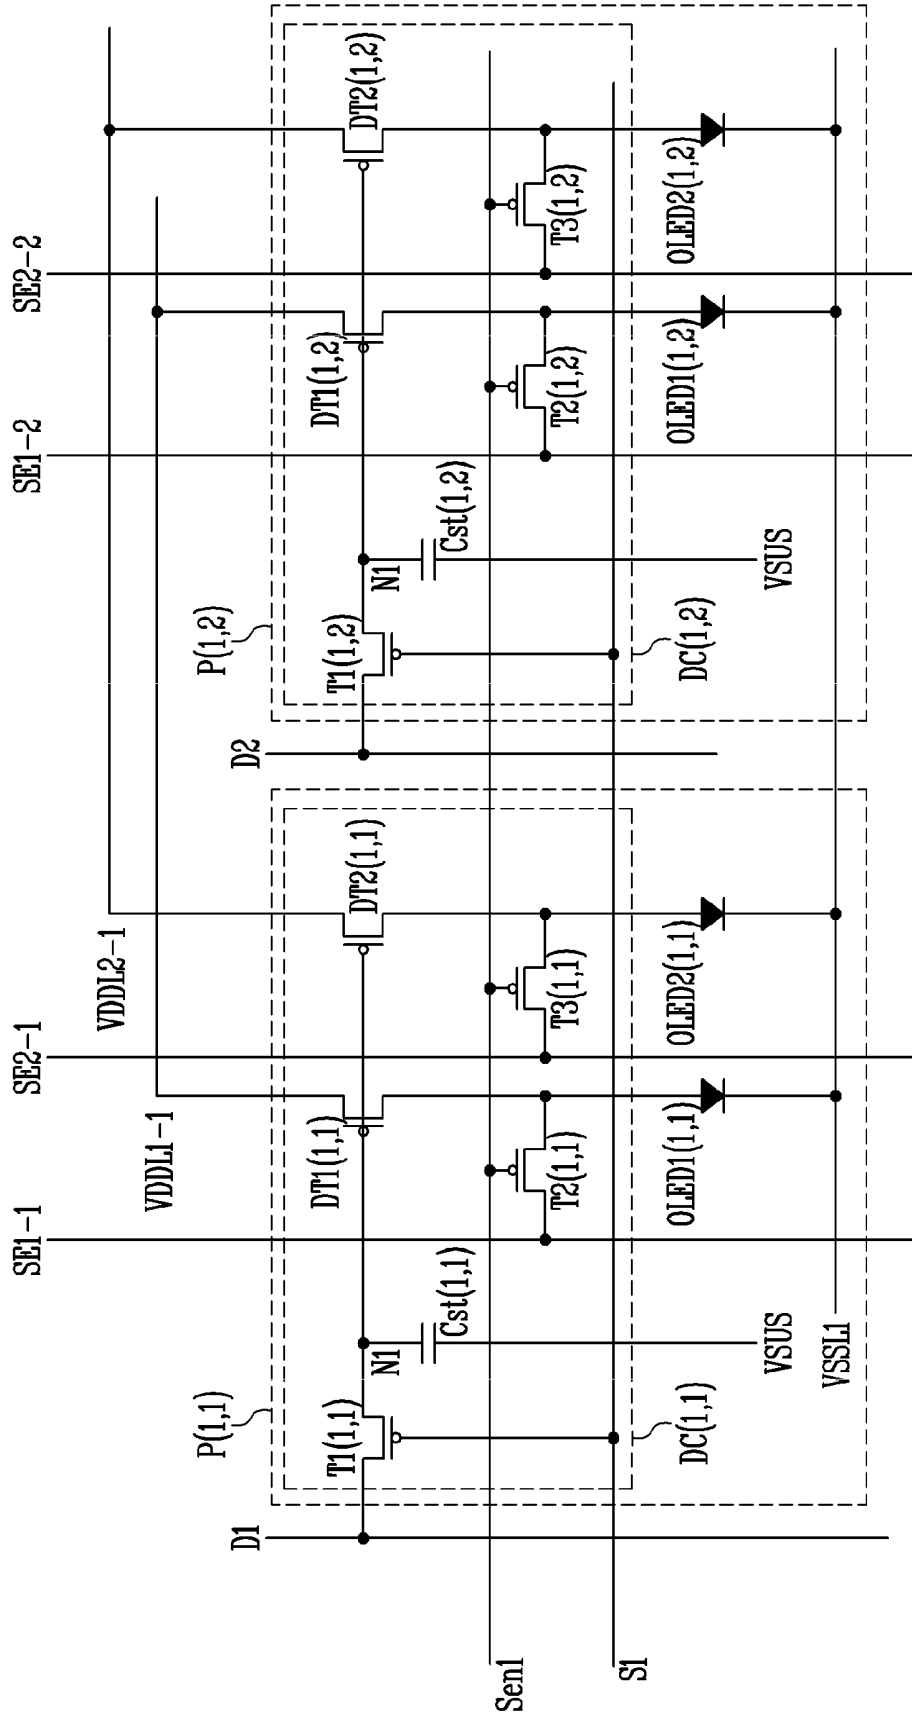 SE1-1
SE2-1
SE1-2
SE2-2
VDDL2-1
VDDL1-1
P(1,1)
P(1,2)
D1
D2
T1(1,1)
DT1(1,1)
DT2(1,1)
T1(1,2)
DT1(1,2)
DT2(1,2)
N1
N1
Cst(1,1)
Cst(1,2)
Sen1
T2(1,1)
T3(1,1)
T2(1,2)
T3(1,2)
S1
DC(1,1)
OLED1(1,1)
OLED2(1,1)
DC(1,2)
OLED1(1,2)
OLED2(1,2)
VSUS
VSUS
VSSL1